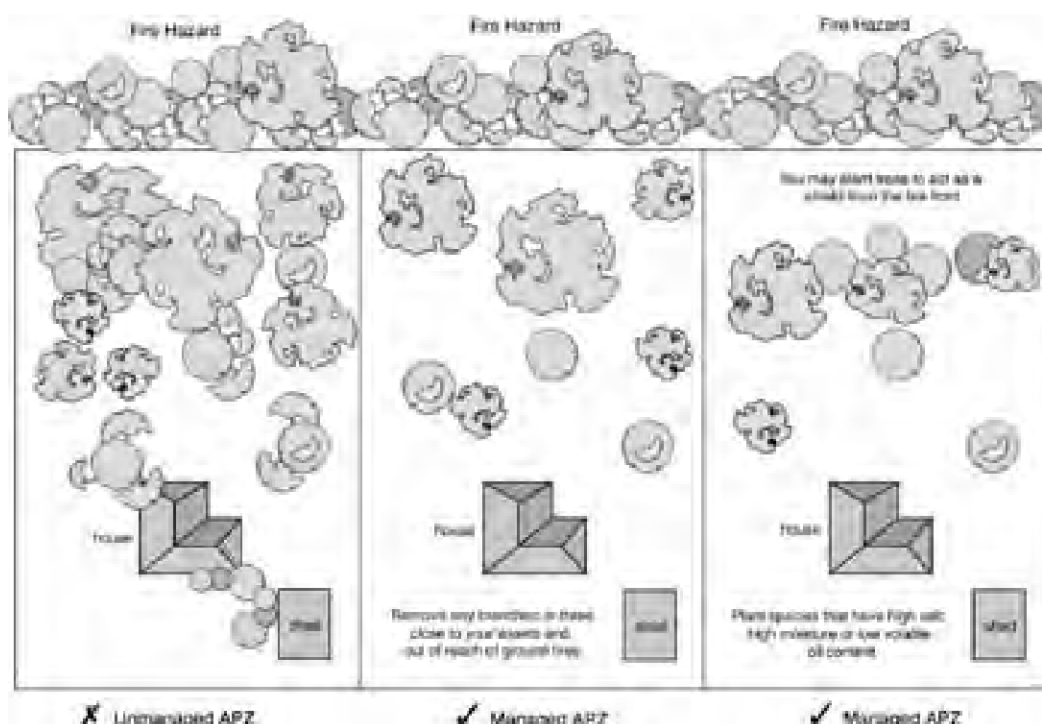 Fire Hazard
Fire Hazard
Fire Hazard
You may plant trees to act as a
shield from the fire front
house
shed
house
Remove any branches or trees
close to your assets and
out of reach of ground fires
shed
house
Plant species that have high salt,
high moisture or low volatile
oil content.
shed
✗ Unmanaged APZ
✓ Managed APZ
✓ Managed APZ